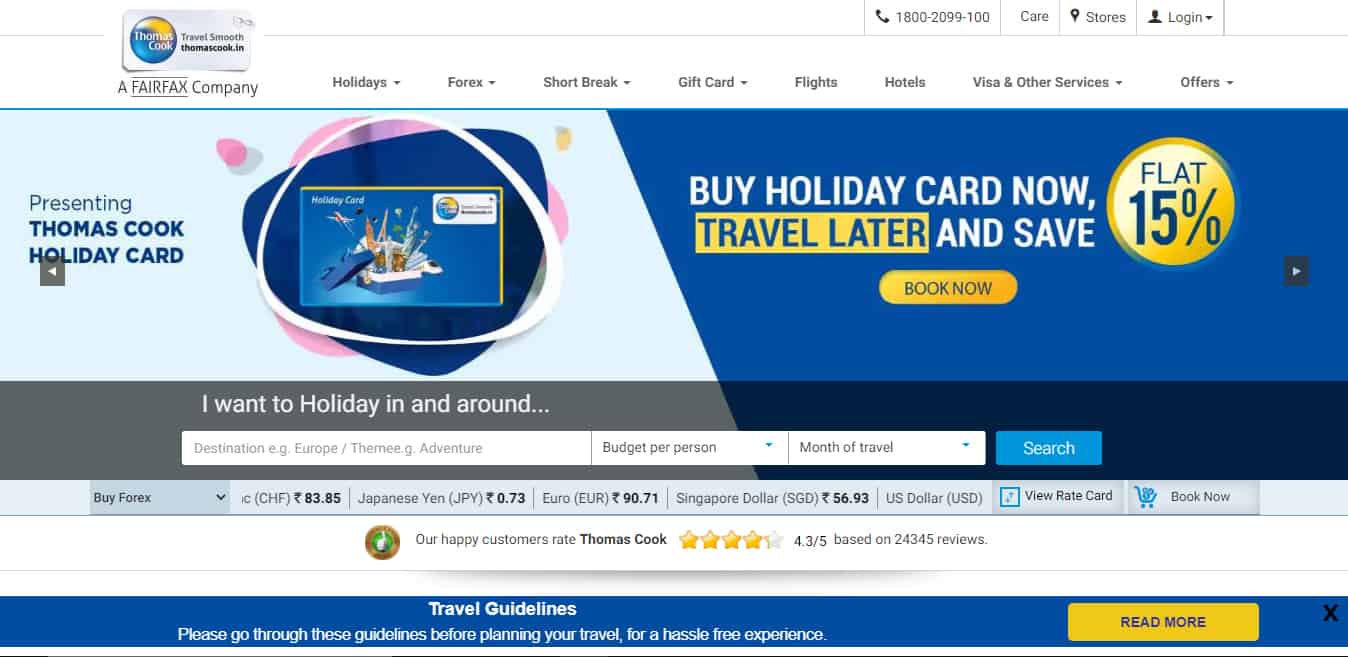 1800-2099-100 Care Stores Login
Thomas Cook
Travel Smooth
thomascook.in
A FAIRFAX Company
Holidays Forex Short Break Gift Card Flights Hotels Visa & Other Services Offers
Presenting
THOMAS COOK
HOLIDAY CARD
Holiday Card
BUY HOLIDAY CARD NOW,
TRAVEL LATER AND SAVE
FLAT
15%
BOOK NOW
I want to Holiday in and around...
Destination e.g. Europe / Themee.g. Adventure Budget per person Month of travel Search
Buy Forex (CHF) ₹ 83.85 Japanese Yen (JPY) ₹ 0.73 Euro (EUR) ₹ 90.71 Singapore Dollar (SGD) ₹ 56.93 US Dollar (USD) View Rate Card Book Now
Our happy customers rate Thomas Cook 4.3/5 based on 24345 reviews.
Travel Guidelines
Please go through these guidelines before planning your travel, for a hassle free experience.
READ MORE
X